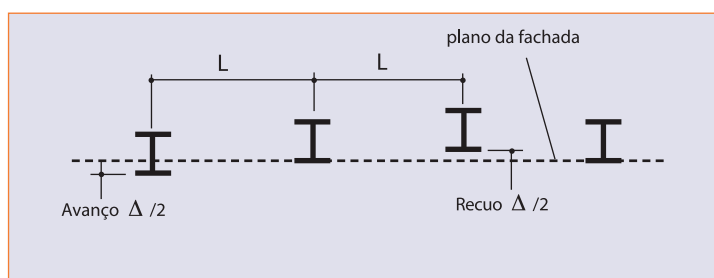 plano da fachada
L
L
Avanço Δ /2
Recuo Δ /2